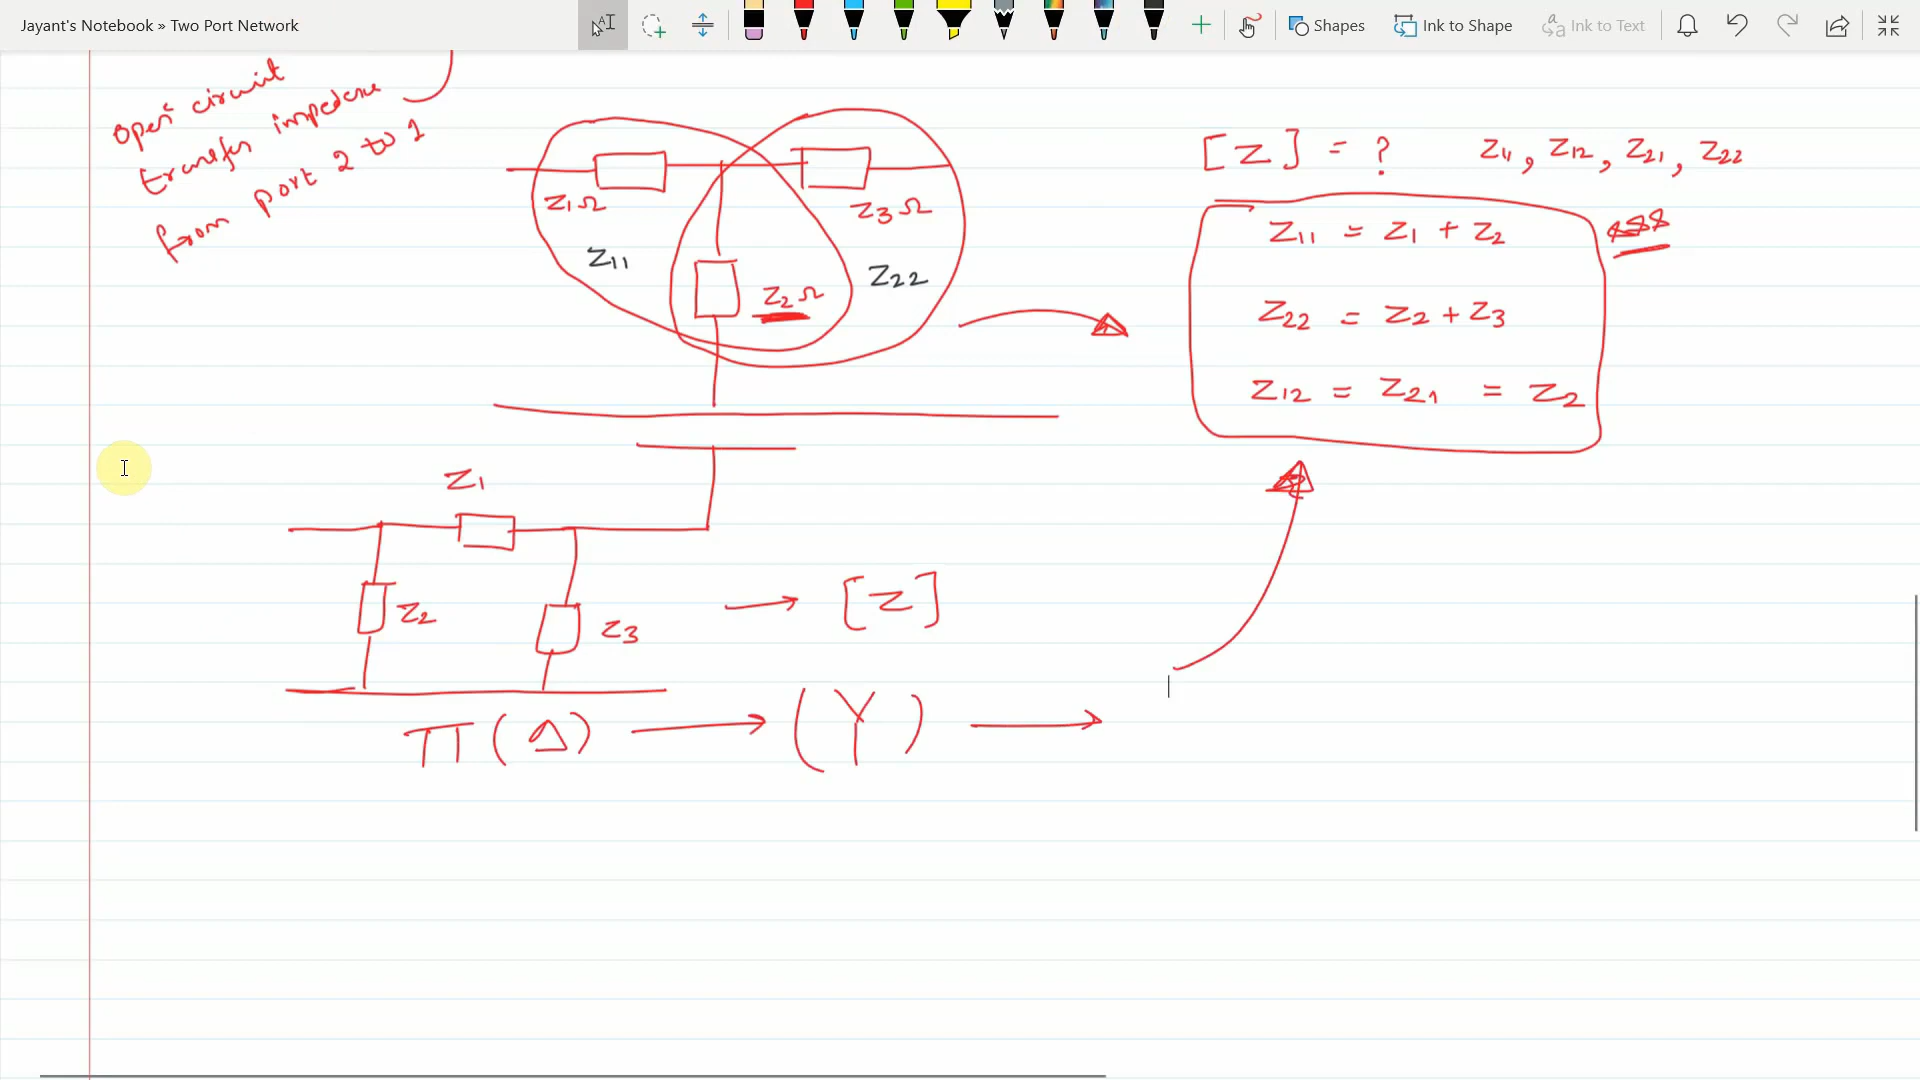 Jayant's Notebook » Two Port Network
Shapes
Ink to Shape
Ink to Text
open circuit
transfer impedance
from port 2 to 1
Z1 Ω
Z3 Ω
Z11
Z2 Ω
Z22
[Z] = ? Z11, Z12, Z21, Z22
Z11 = Z1 + Z2
Z22 = Z2 + Z3
Z12 = Z21 = Z2
Z1
Z2
Z3
→ [Z]
π (Δ) → (Y) →